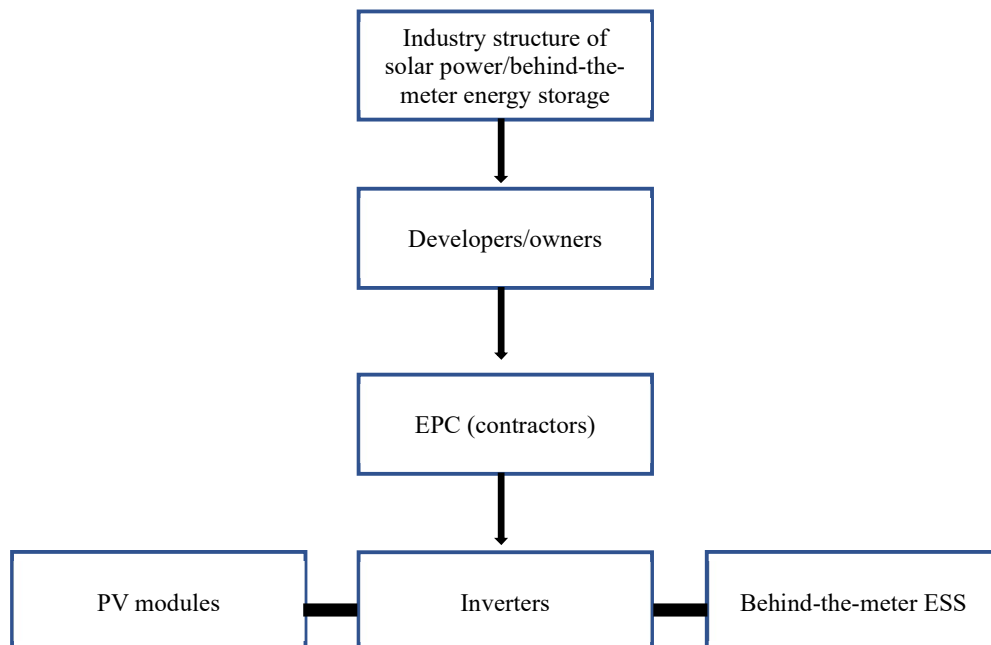 Industry structure of
solar power/behind-the-
meter energy storage
Developers/owners
EPC (contractors)
PV modules
Inverters
Behind-the-meter ESS